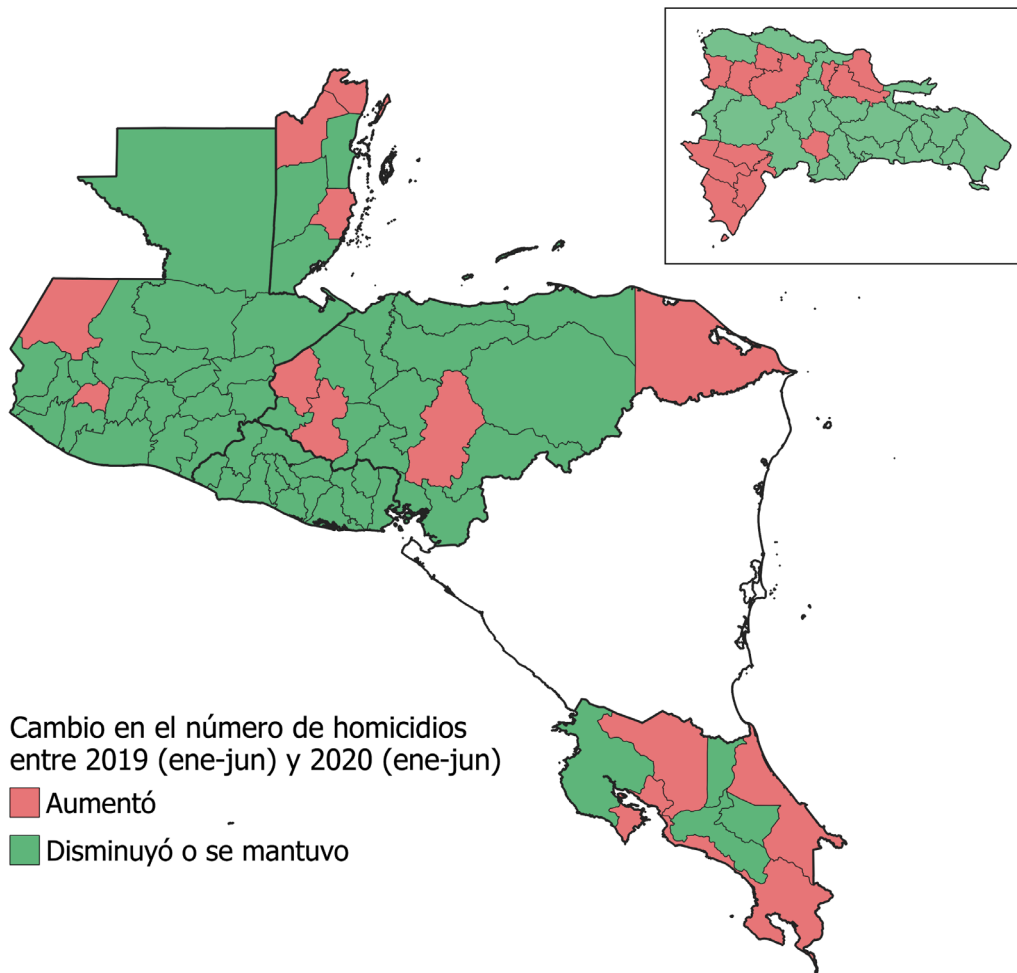 Cambio en el número de homicidios
entre 2019 (ene-jun) y 2020 (ene-jun)
Aumentó
Disminuyó o se mantuvo